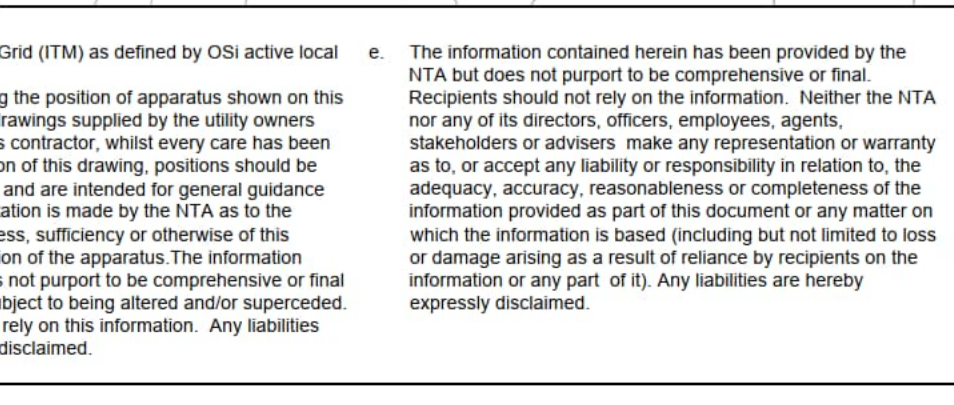 Grid (ITM) as defined by OSi active local
g the position of apparatus shown on this
rawings supplied by the utility owners
s contractor, whilst every care has been
on of this drawing, positions should be
and are intended for general guidance
ation is made by the NTA as to the
ess, sufficiency or otherwise of this
ion of the apparatus.The information
s not purport to be comprehensive or final
bject to being altered and/or superceded.
rely on this information.  Any liabilities
disclaimed.
e. The information contained herein has been provided by the
NTA but does not purport to be comprehensive or final.
Recipients should not rely on the information.  Neither the NTA
nor any of its directors, officers, employees, agents,
stakeholders or advisers  make any representation or warranty
as to, or accept any liability or responsibility in relation to, the
adequacy, accuracy, reasonableness or completeness of the
information provided as part of this document or any matter on
which the information is based (including but not limited to loss
or damage arising as a result of reliance by recipients on the
information or any part  of it). Any liabilities are hereby
expressly disclaimed.